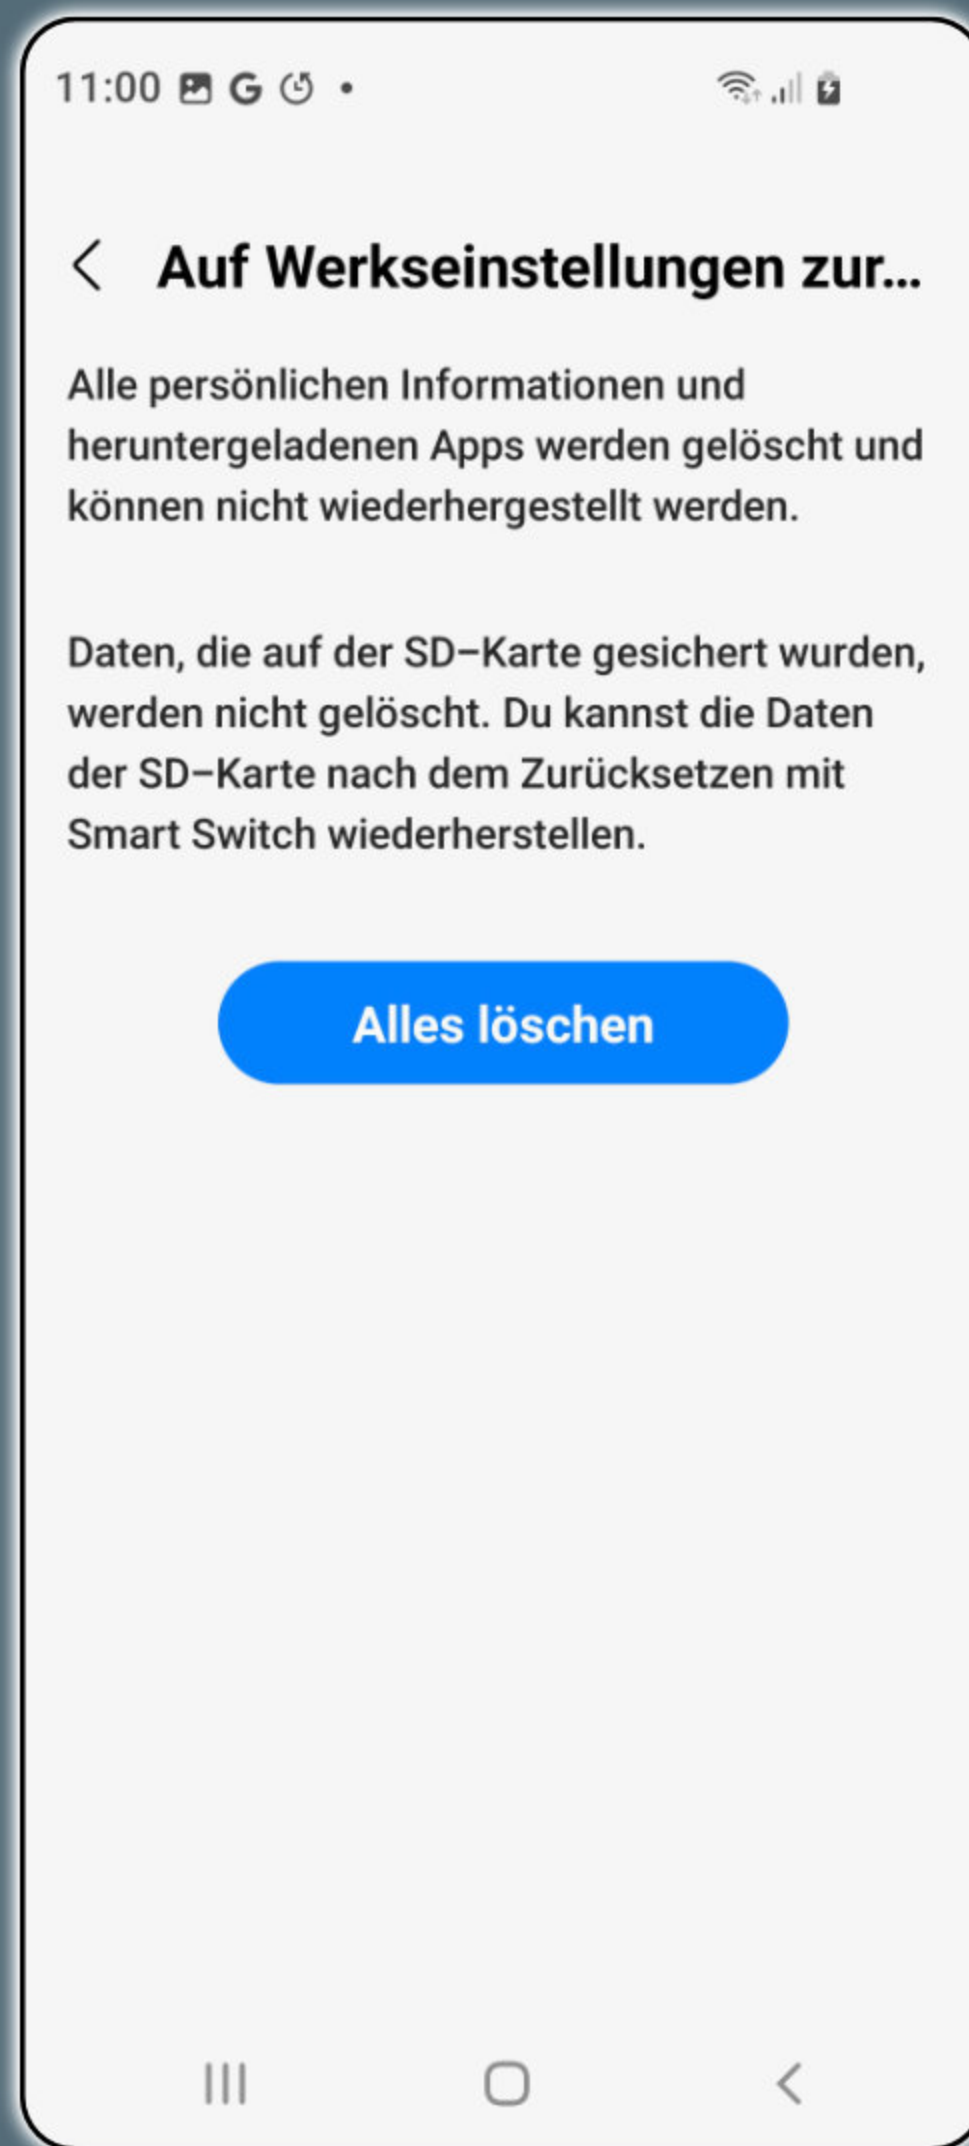 11:00 G
Auf Werkseinstellungen zur...
Alle persönlichen Informationen und
heruntergeladenen Apps werden gelöscht und
können nicht wiederhergestellt werden.
Daten, die auf der SD-Karte gesichert wurden,
werden nicht gelöscht. Du kannst die Daten
der SD-Karte nach dem Zurücksetzen mit
Smart Switch wiederherstellen.
Alles löschen